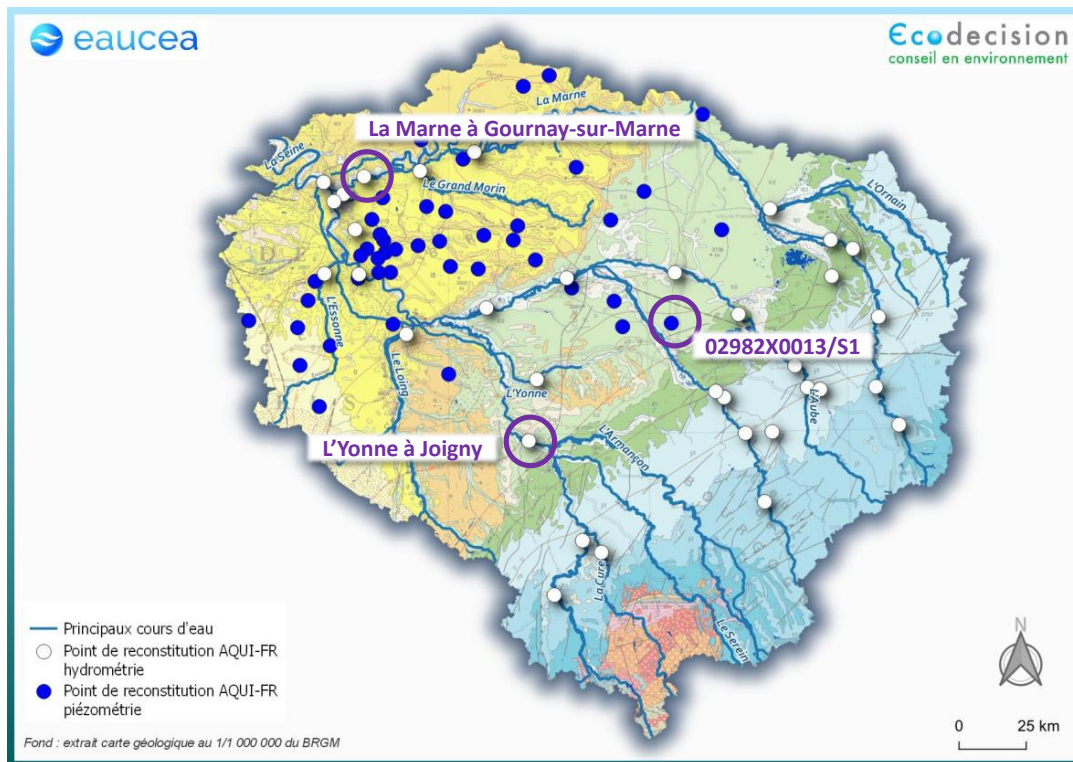 eaucea
Ecodecision
conseil en environnement
La Marne
La Marne à Gournay-sur-Marne
La Seine
Le Grand Morin
L'Ornain
02982X0013/S1
L'Essonne
Le Loing
L'Yonne
L'Aube
L'Yonne à Joigny
L'Armançon
La Cure
Le Serein
Principaux cours d'eau
Point de reconstitution AQUI-FR
hydrométrie
Point de reconstitution AQUI-FR
piézométrie
N
0 25 km
Fond : extrait carte géologique au 1/1 000 000 du BRGM